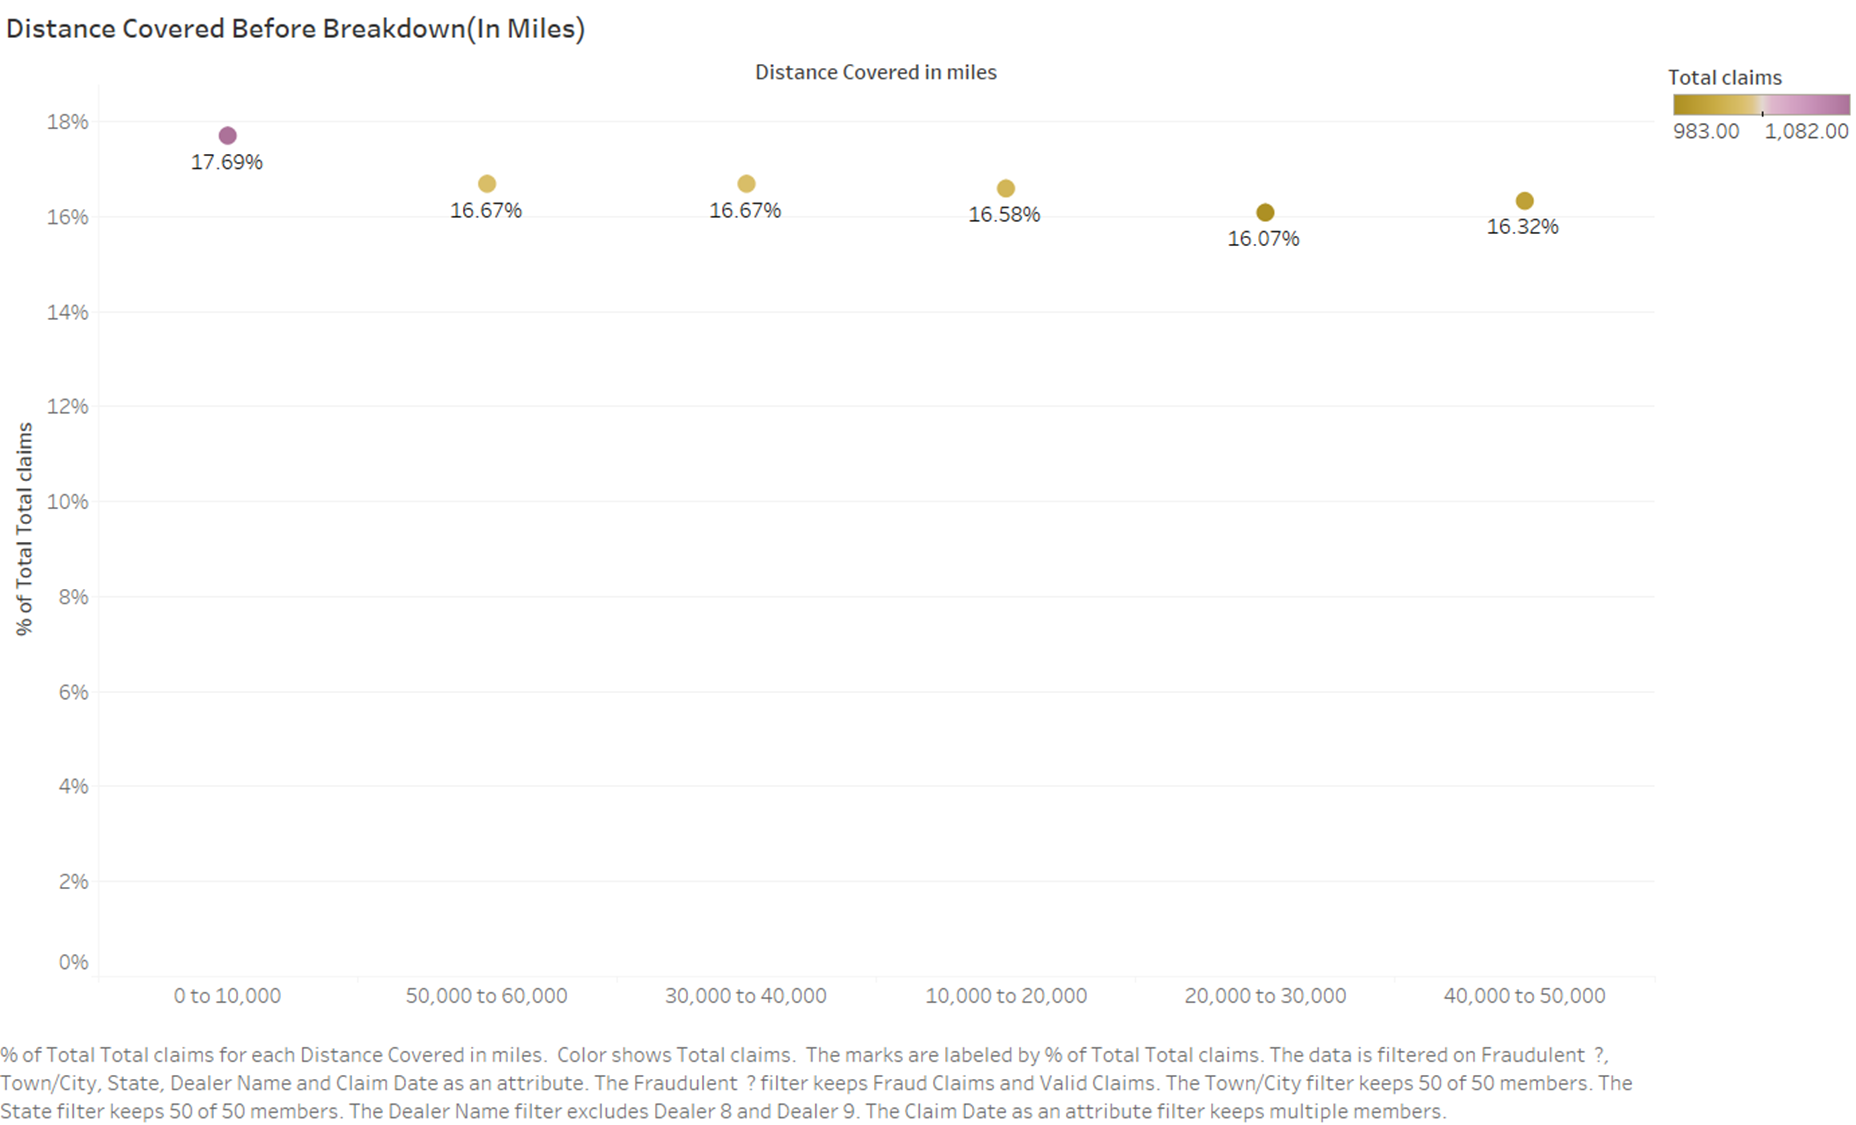 Distance Covered Before Breakdown(In Miles)
Distance Covered in miles
Total claims
983.00 1,082.00
% of Total Total claims
18%
16%
14%
12%
10%
8%
6%
4%
2%
0%
17.69%
16.67%
16.67%
16.58%
16.07%
16.32%
0 to 10,000
50,000 to 60,000
30,000 to 40,000
10,000 to 20,000
20,000 to 30,000
40,000 to 50,000
% of Total Total claims for each Distance Covered in miles.  Color shows Total claims.  The marks are labeled by % of Total Total claims. The data is filtered on Fraudulent  ?,
Town/City, State, Dealer Name and Claim Date as an attribute. The Fraudulent  ? filter keeps Fraud Claims and Valid Claims. The Town/City filter keeps 50 of 50 members. The
State filter keeps 50 of 50 members. The Dealer Name filter excludes Dealer 8 and Dealer 9. The Claim Date as an attribute filter keeps multiple members.